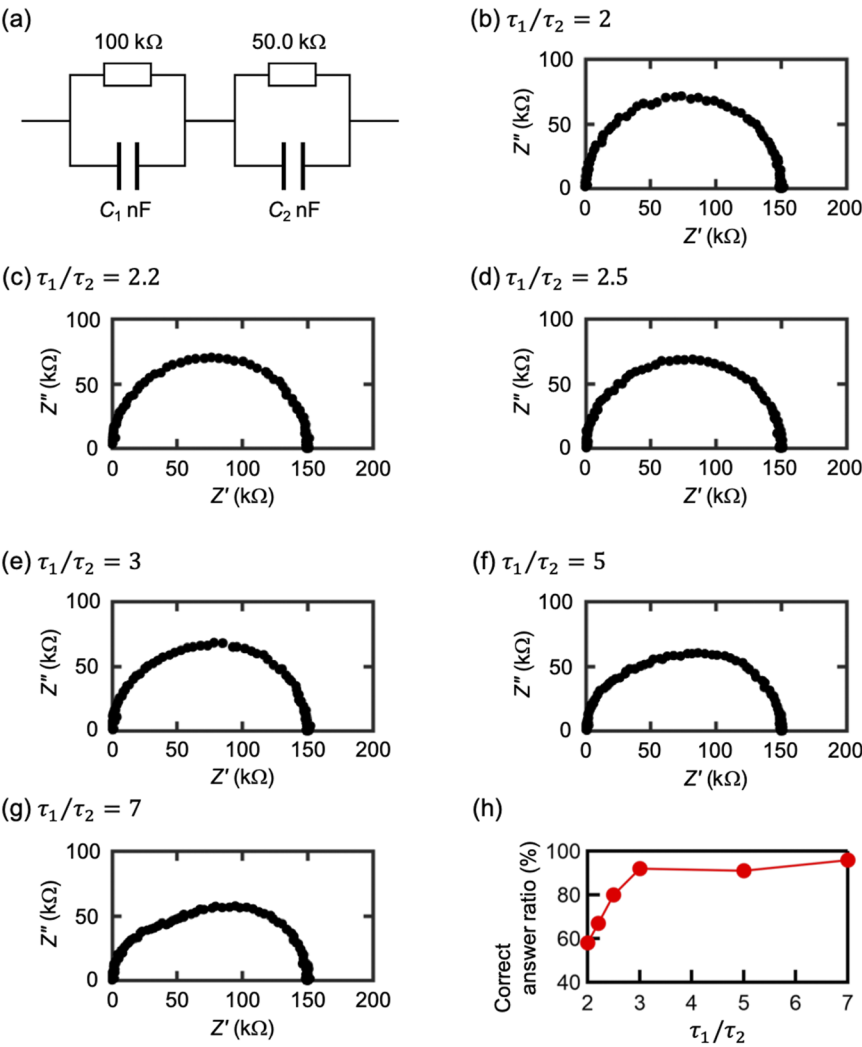 (a)
100 kΩ
50.0 kΩ
C₁ nF
C₂ nF
(b) τ₁/τ₂ = 2
100
50
0
Z″ (kΩ)
0 50 100 150 200
Z′ (kΩ)
(c) τ₁/τ₂ = 2.2
100
50
0
Z″ (kΩ)
0 50 100 150 200
Z′ (kΩ)
(d) τ₁/τ₂ = 2.5
100
50
0
Z″ (kΩ)
0 50 100 150 200
Z′ (kΩ)
(e) τ₁/τ₂ = 3
100
50
0
Z″ (kΩ)
0 50 100 150 200
Z′ (kΩ)
(f) τ₁/τ₂ = 5
100
50
0
Z″ (kΩ)
0 50 100 150 200
Z′ (kΩ)
(g) τ₁/τ₂ = 7
100
50
0
Z″ (kΩ)
0 50 100 150 200
Z′ (kΩ)
(h)
100
80
60
40
Correct
answer ratio (%)
2 3 4 5 6 7
τ₁/τ₂